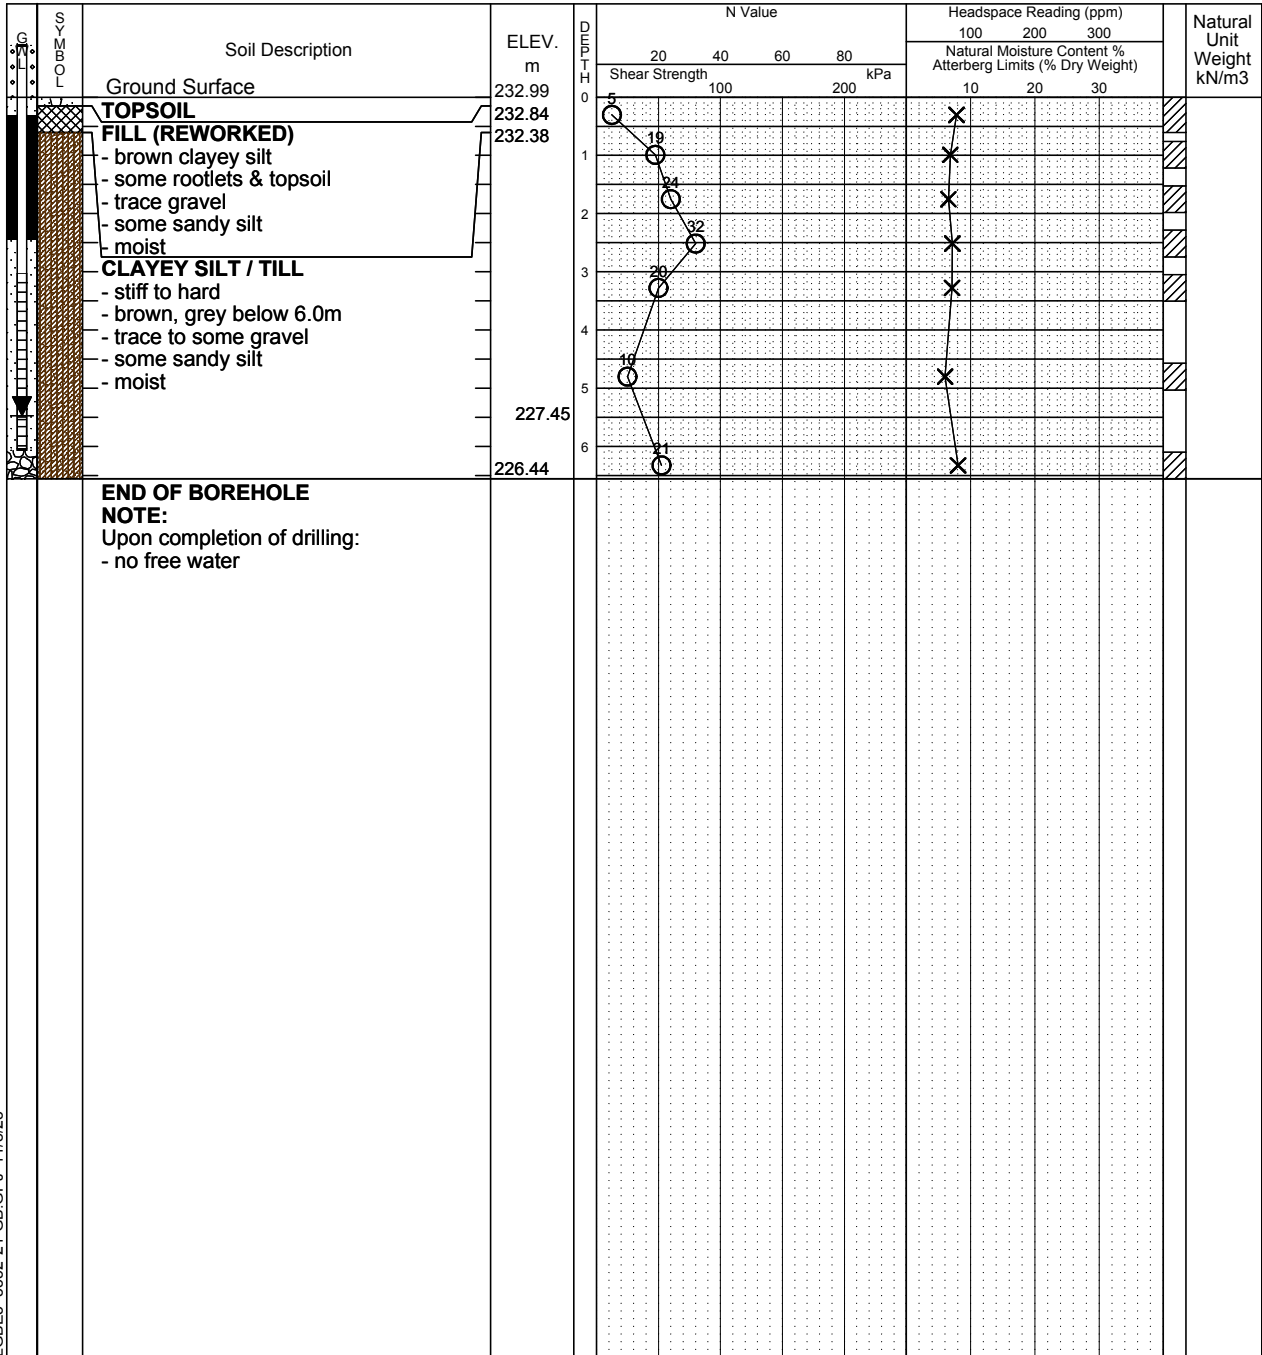 GWL
SYMBOL
Soil Description
ELEV.
m
DEPTH
N Value
20 40 60 80
Shear Strength kPa
100 200
Headspace Reading (ppm)
100 200 300
Natural Moisture Content %
Atterberg Limits (% Dry Weight)
10 20 30
Natural
Unit
Weight
kN/m3
Ground Surface 232.99 0
TOPSOIL 232.84 5
FILL (REWORKED) 232.38 19
- brown clayey silt 1
- some rootlets & topsoil 24
- trace gravel 2
- some sandy silt 32
- moist
CLAYEY SILT / TILL 3 20
- stiff to hard
- brown, grey below 6.0m
- trace to some gravel 4
- some sandy silt 10
- moist 5
227.45
6 21
226.44
END OF BOREHOLE
NOTE:
Upon completion of drilling:
- no free water